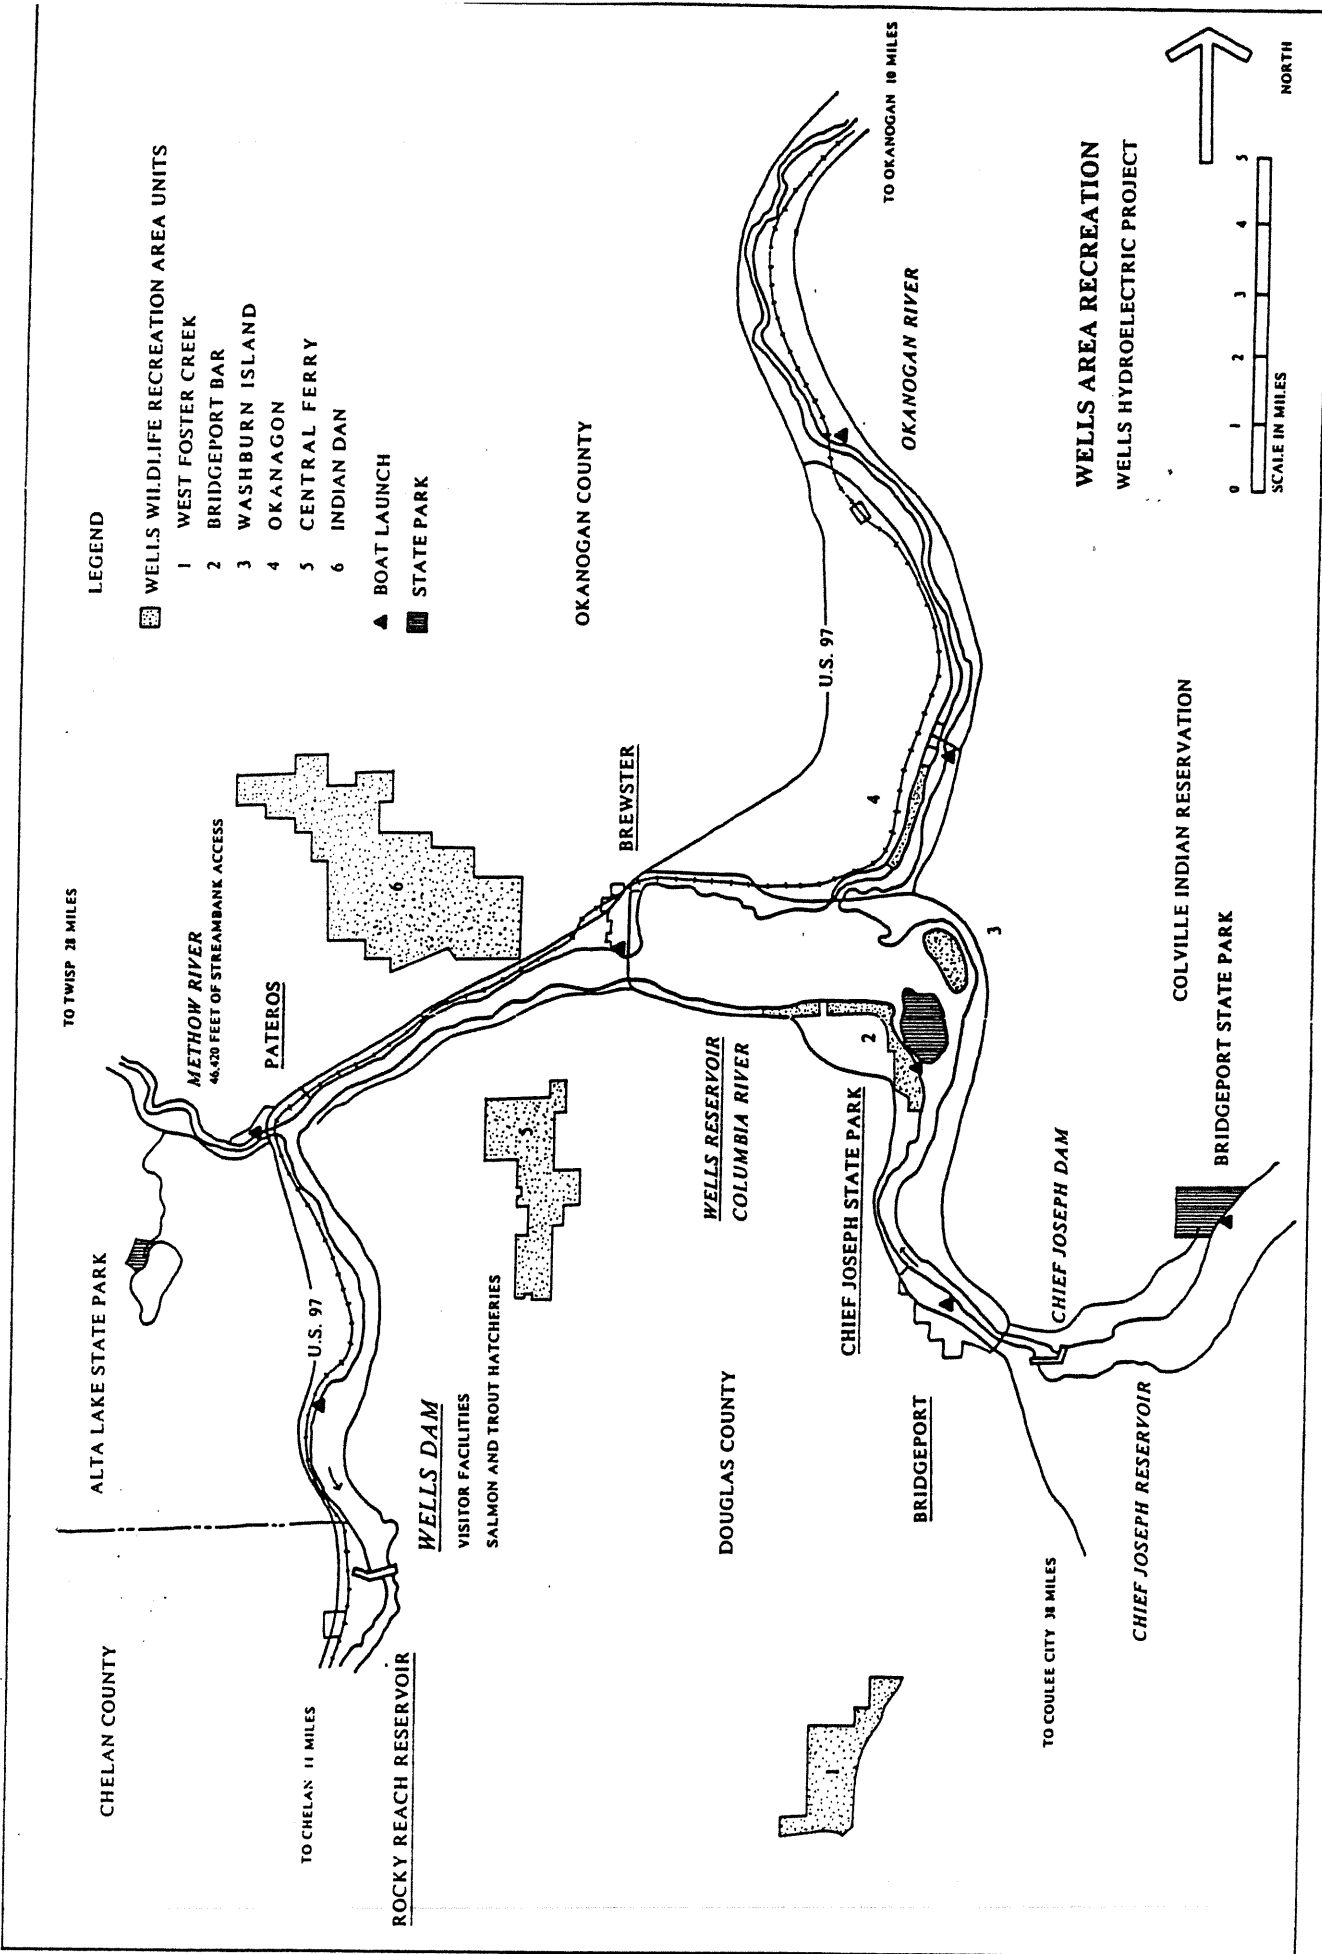 LEGEND
WELLS WILDLIFE RECREATION AREA UNITS
1 WEST FOSTER CREEK
2 BRIDGEPORT BAR
3 WASHBURN ISLAND
4 OKANAGON
5 CENTRAL FERRY
6 INDIAN DAN
BOAT LAUNCH
STATE PARK
CHELAN COUNTY
ALTA LAKE STATE PARK
TO TWISP 28 MILES
METHOW RIVER
46,420 FEET OF STREAMBANK ACCESS
PATEROS
6
OKANOGAN COUNTY
BREWSTER
TO CHELAN 11 MILES
U.S. 97
ROCKY REACH RESERVOIR
WELLS DAM
VISITOR FACILITIES
SALMON AND TROUT HATCHERIES
5
WELLS RESERVOIR
COLUMBIA RIVER
DOUGLAS COUNTY
1
U.S. 97
4
2
3
CHIEF JOSEPH STATE PARK
BRIDGEPORT
TO OKANOGAN 10 MILES
OKANOGAN RIVER
TO COULEE CITY 38 MILES
CHIEF JOSEPH DAM
CHIEF JOSEPH RESERVOIR
COLVILLE INDIAN RESERVATION
BRIDGEPORT STATE PARK
WELLS AREA RECREATION
WELLS HYDROELECTRIC PROJECT
0 1 2 3 4 5
SCALE IN MILES
NORTH